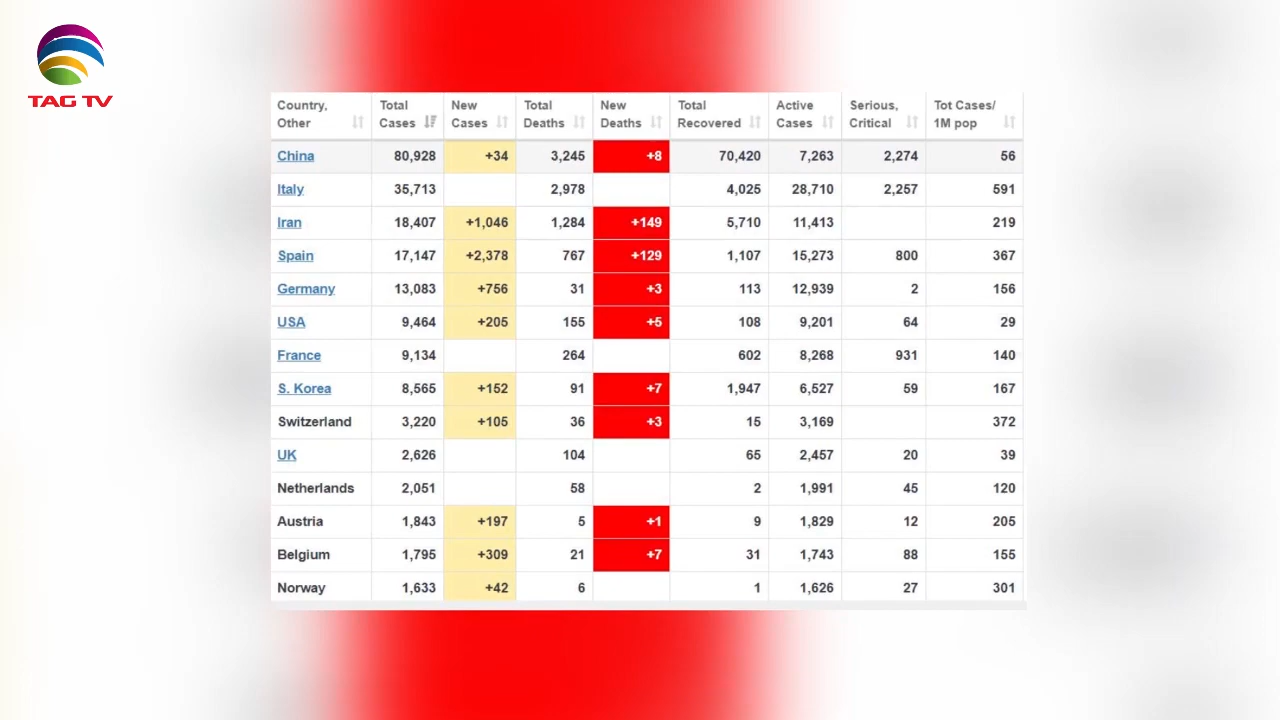 TAG TV
Country, Other Total Cases New Cases Total Deaths New Deaths Total Recovered Active Cases Serious, Critical Tot Cases/ 1M pop
China 80,928 +34 3,245 +8 70,420 7,263 2,274 56
Italy 35,713 2,978 4,025 28,710 2,257 591
Iran 18,407 +1,046 1,284 +149 5,710 11,413 219
Spain 17,147 +2,378 767 +129 1,107 15,273 800 367
Germany 13,083 +756 31 +3 113 12,939 2 156
USA 9,464 +205 155 +5 108 9,201 64 29
France 9,134 264 602 8,268 931 140
S. Korea 8,565 +152 91 +7 1,947 6,527 59 167
Switzerland 3,220 +105 36 +3 15 3,169 372
UK 2,626 104 65 2,457 20 39
Netherlands 2,051 58 2 1,991 45 120
Austria 1,843 +197 5 +1 9 1,829 12 205
Belgium 1,795 +309 21 +7 31 1,743 88 155
Norway 1,633 +42 6 1 1,626 27 301